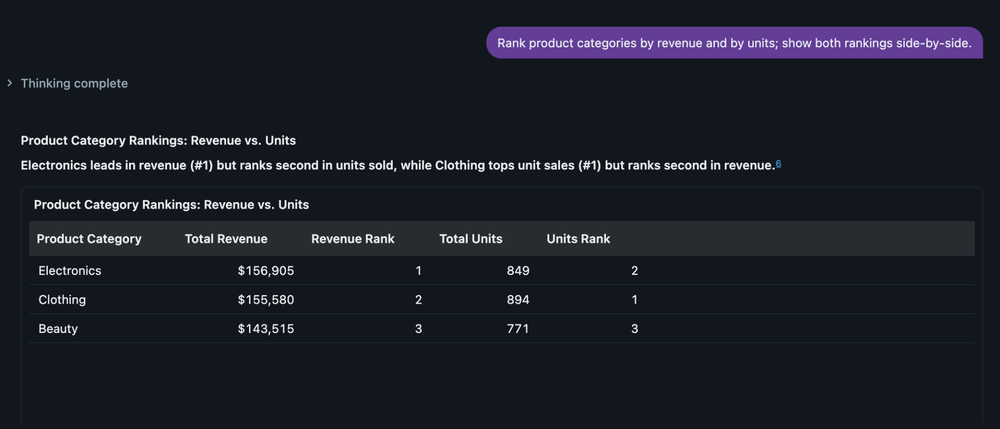 Rank product categories by revenue and by units; show both rankings side-by-side.
Thinking complete
Product Category Rankings: Revenue vs. Units
Electronics leads in revenue (#1) but ranks second in units sold, while Clothing tops unit sales (#1) but ranks second in revenue.6
Product Category Rankings: Revenue vs. Units
Product Category Total Revenue Revenue Rank Total Units Units Rank
Electronics $156,905 1 849 2
Clothing $155,580 2 894 1
Beauty $143,515 3 771 3